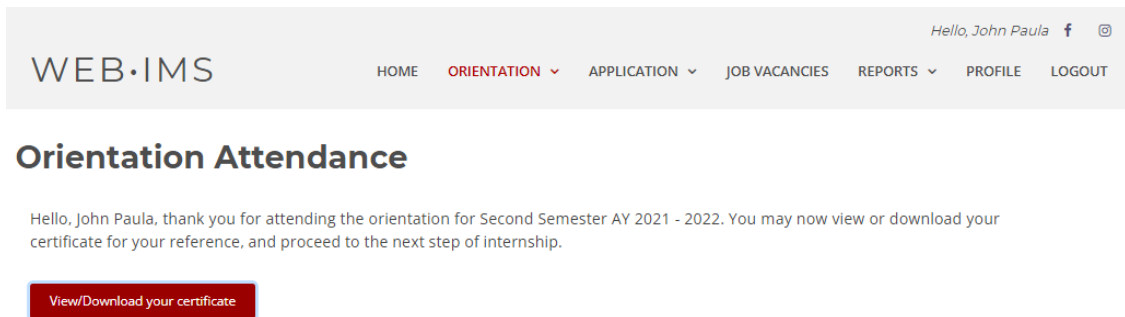 Hello, John Paula
WEB·IMS
HOME ORIENTATION APPLICATION JOB VACANCIES REPORTS PROFILE LOGOUT
Orientation Attendance
Hello, John Paula, thank you for attending the orientation for Second Semester AY 2021 - 2022. You may now view or download your
certificate for your reference, and proceed to the next step of internship.
View/Download your certificate